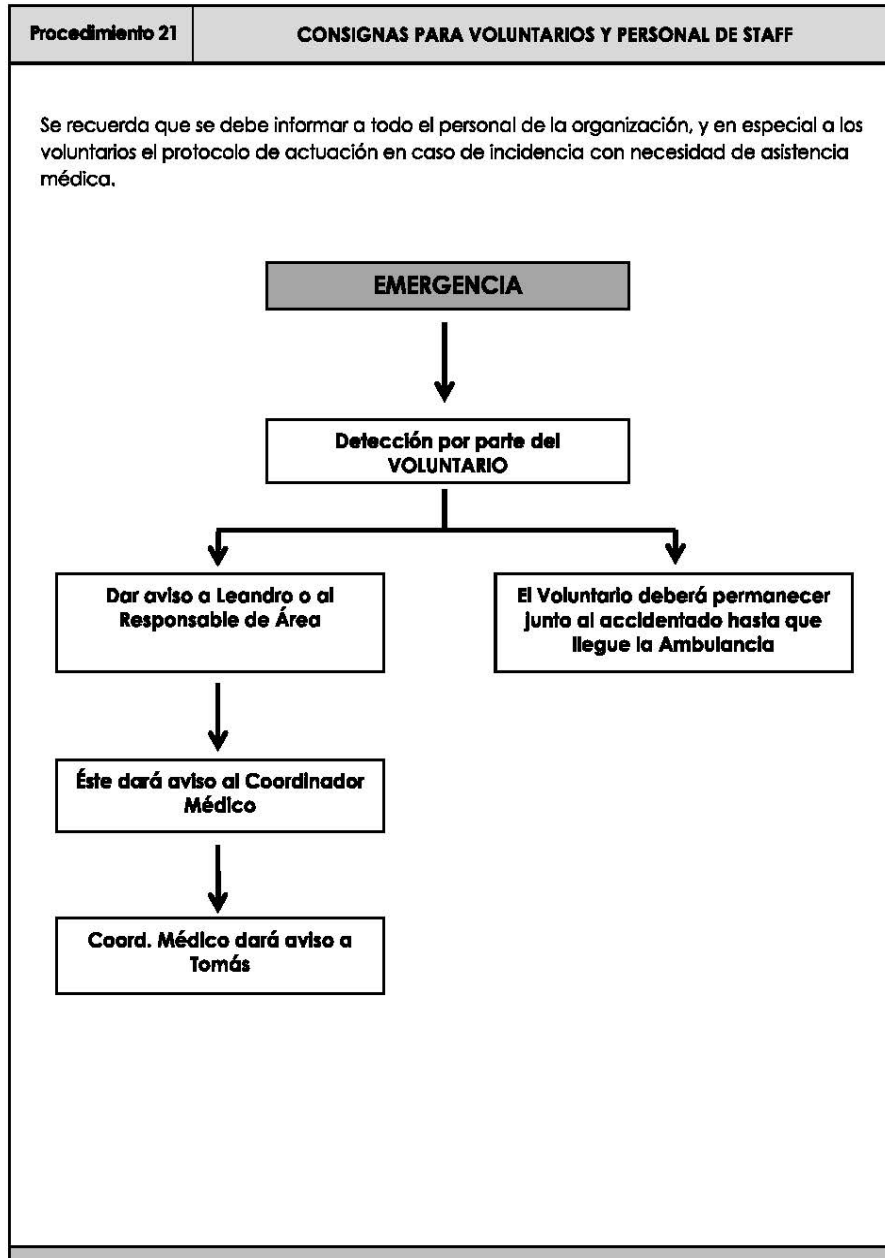 Procedimiento 21
CONSIGNAS PARA VOLUNTARIOS Y PERSONAL DE STAFF
Se recuerda que se debe informar a todo el personal de la organización, y en especial a los
voluntarios el protocolo de actuación en caso de incidencia con necesidad de asistencia
médica.
EMERGENCIA
Detección por parte del
VOLUNTARIO
Dar aviso a Leandro o al
Responsable de Área
El Voluntario deberá permanecer
junto al accidentado hasta que
llegue la Ambulancia
Éste dará aviso al Coordinador
Médico
Coord. Médico dará aviso a
Tomás